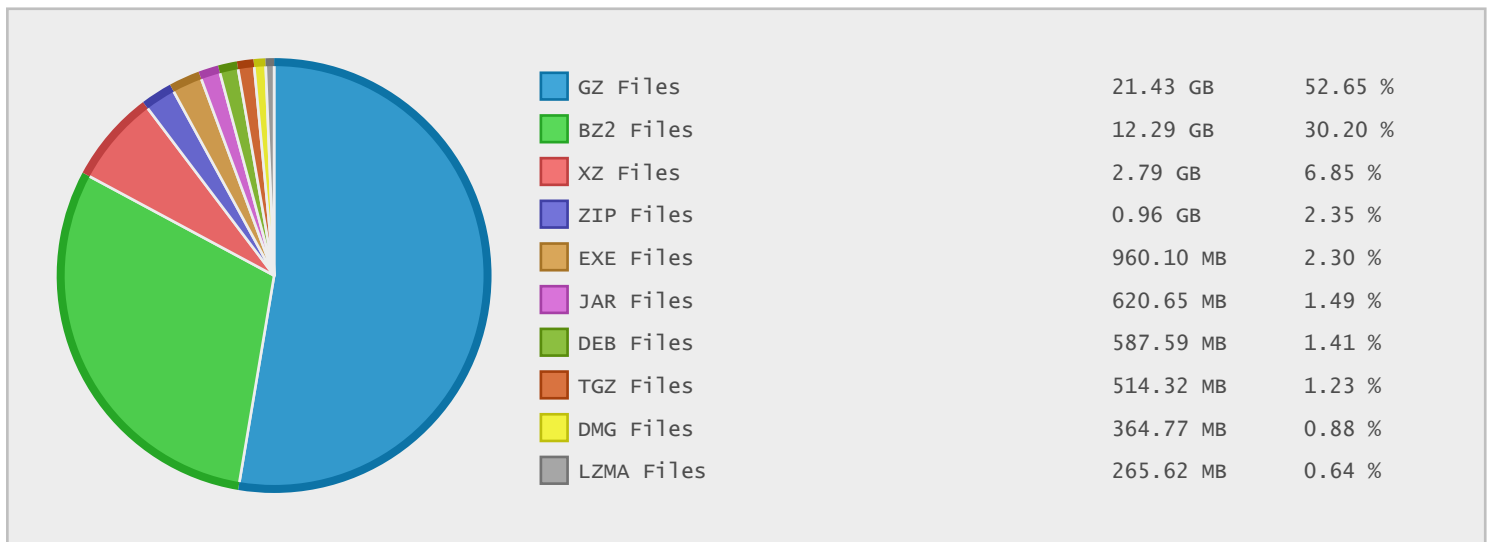 GZ Files 21.43 GB 52.65 %
BZ2 Files 12.29 GB 30.20 %
XZ Files 2.79 GB 6.85 %
ZIP Files 0.96 GB 2.35 %
EXE Files 960.10 MB 2.30 %
JAR Files 620.65 MB 1.49 %
DEB Files 587.59 MB 1.41 %
TGZ Files 514.32 MB 1.23 %
DMG Files 364.77 MB 0.88 %
LZMA Files 265.62 MB 0.64 %